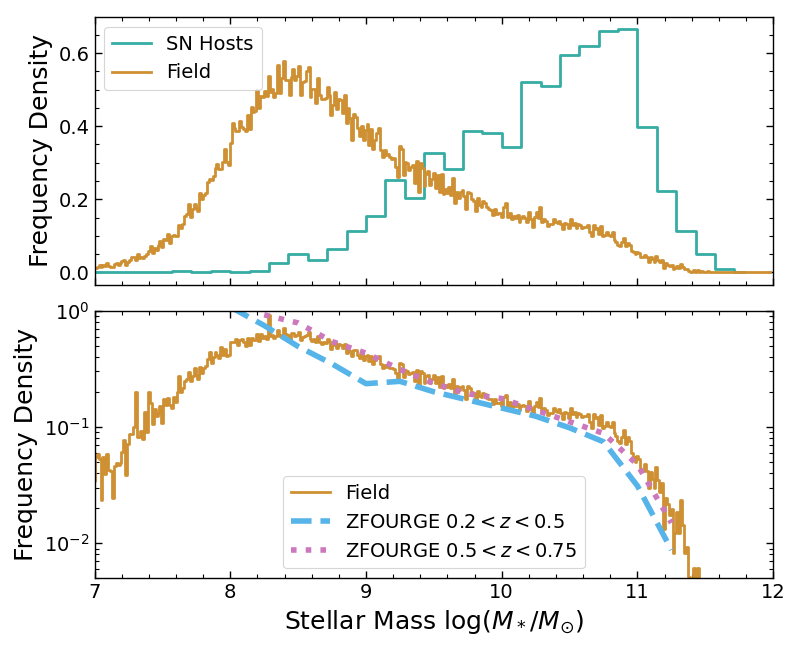 Frequency Density
0.6
0.4
0.2
0.0
SN Hosts
Field
Frequency Density
10⁰
10⁻¹
10⁻²
Field
ZFOURGE 0.2 < z < 0.5
ZFOURGE 0.5 < z < 0.75
7 8 9 10 11 12
Stellar Mass log(M*/M⊙)